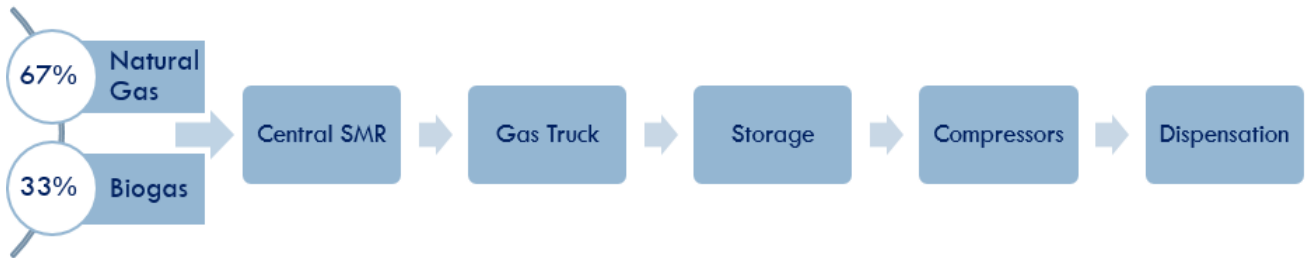 67%
Natural
Gas
33%
Biogas
Central SMR
Gas Truck
Storage
Compressors
Dispensation